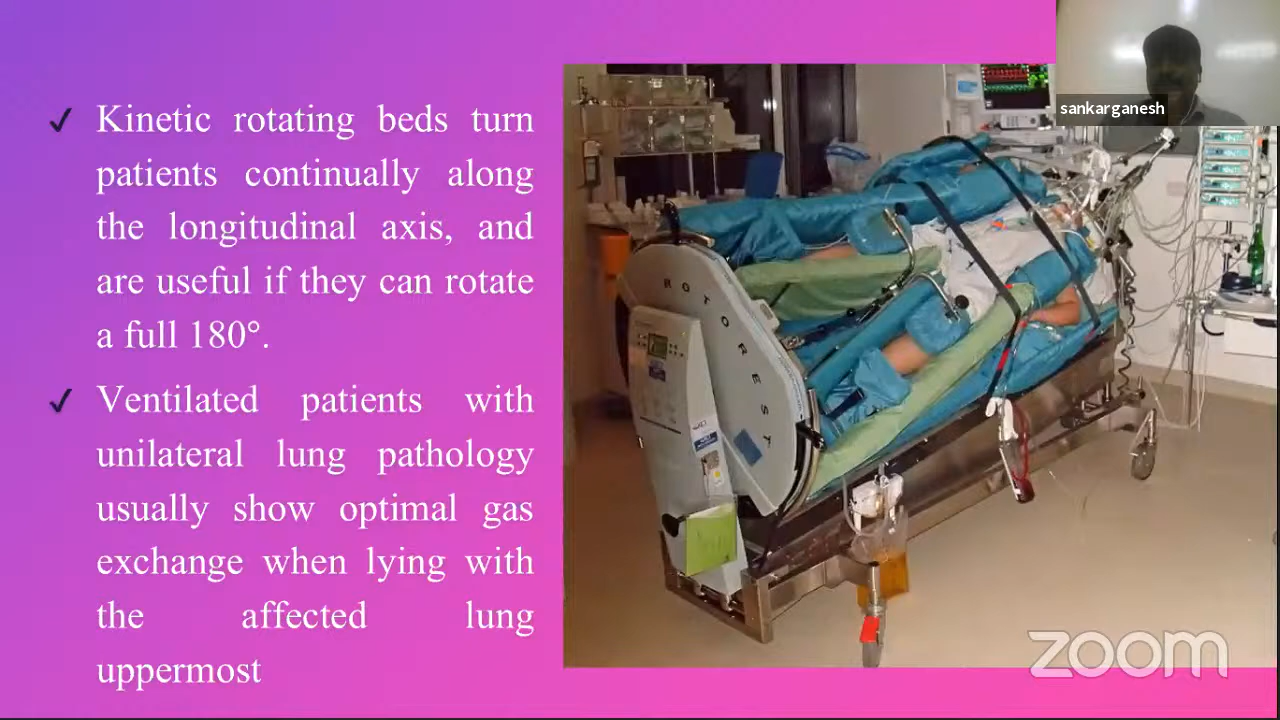 ✓ Kinetic rotating beds turn
patients continually along
the longitudinal axis, and
are useful if they can rotate
a full 180°.
✓ Ventilated patients with
unilateral lung pathology
usually show optimal gas
exchange when lying with
the affected lung
uppermost
sankarganesh
ROTOREST
zoom